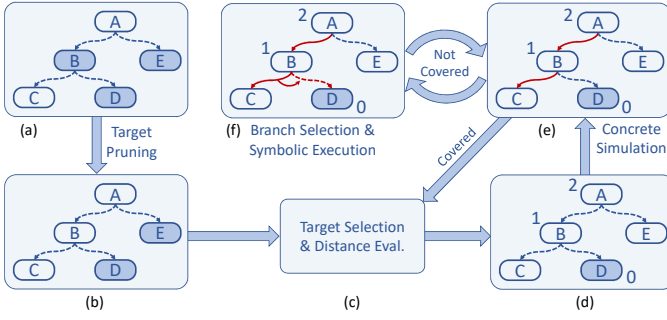 A
B
E
C
D
(a)
Target
Pruning
2
A
1
B
E
C
D
0
(f)
Branch Selection &
Symbolic Execution
Not
Covered
2
A
1
B
E
C
D
0
(e)
Covered
Concrete
Simulation
A
B
E
C
D
(b)
Target Selection
& Distance Eval.
(c)
2
A
1
B
E
C
D
0
(d)